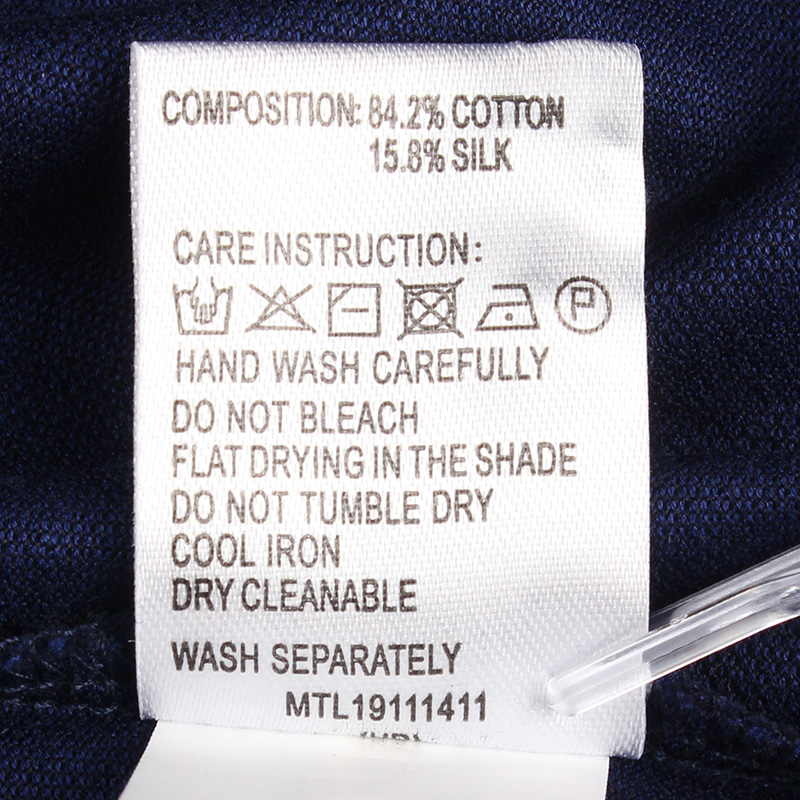 COMPOSITION: 84.2% COTTON
15.8% SILK
CARE INSTRUCTION:
P
HAND WASH CAREFULLY
DO NOT BLEACH
FLAT DRYING IN THE SHADE
DO NOT TUMBLE DRY
COOL IRON
DRY CLEANABLE
WASH SEPARATELY
MTL19111411